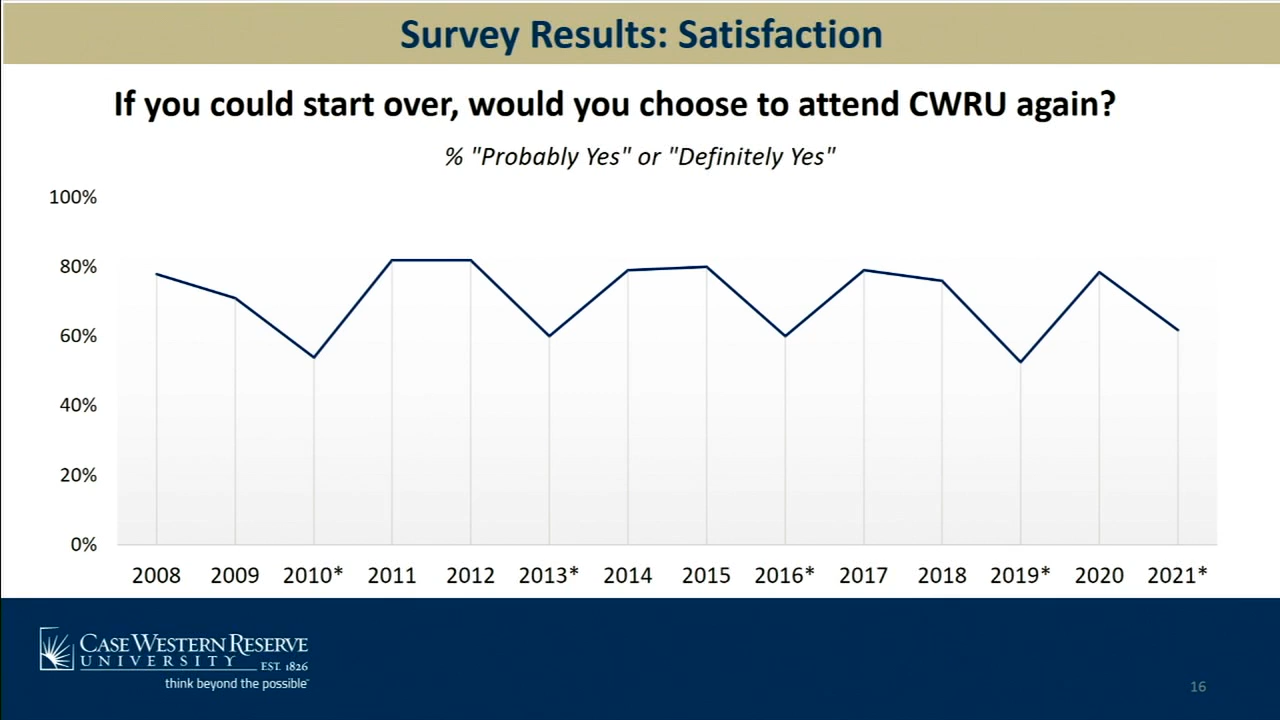 Survey Results: Satisfaction
If you could start over, would you choose to attend CWRU again?
% "Probably Yes" or "Definitely Yes"
100%
80%
60%
40%
20%
0%
2008 2009 2010* 2011 2012 2013* 2014 2015 2016* 2017 2018 2019* 2020 2021*
CASE WESTERN RESERVE
UNIVERSITY EST. 1826
think beyond the possible™
16